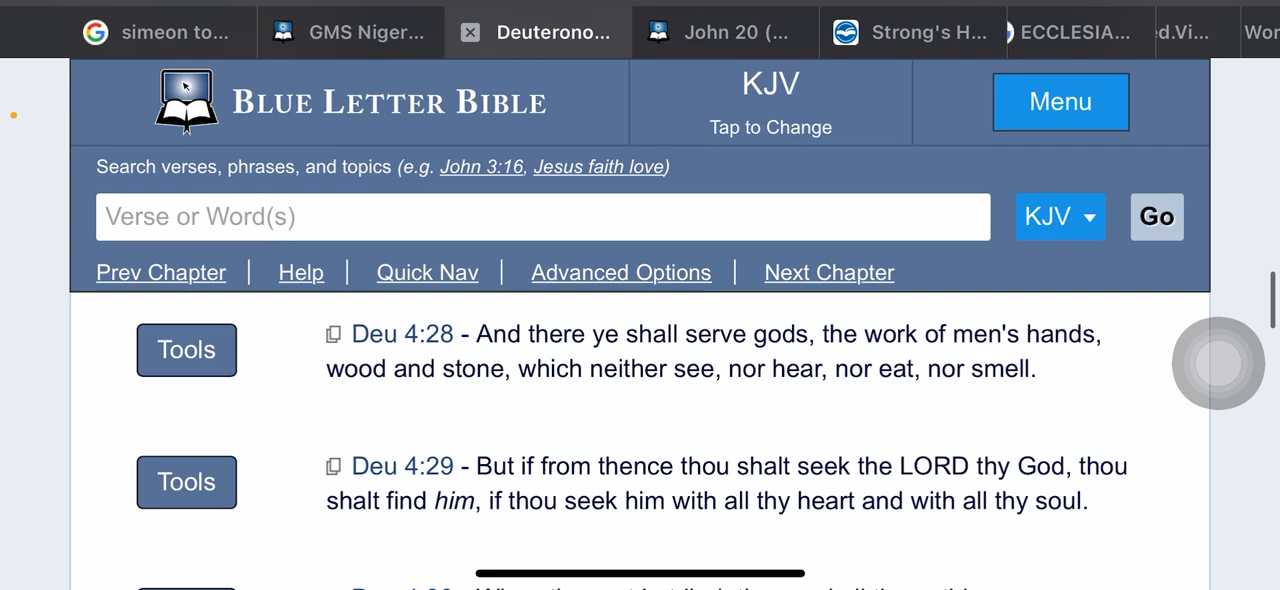 simeon to...
GMS Niger...
Deuterono...
John 20 (...
Strong's H...
ECCLESIA...
ed.Vi...
Wor
BLUE LETTER BIBLE
KJV
Tap to Change
Menu
Search verses, phrases, and topics (e.g. John 3:16, Jesus faith love)
Verse or Word(s)
KJV
Go
Prev Chapter | Help | Quick Nav | Advanced Options | Next Chapter
Tools
Deu 4:28 - And there ye shall serve gods, the work of men's hands,
wood and stone, which neither see, nor hear, nor eat, nor smell.
Tools
Deu 4:29 - But if from thence thou shalt seek the LORD thy God, thou
shalt find him, if thou seek him with all thy heart and with all thy soul.